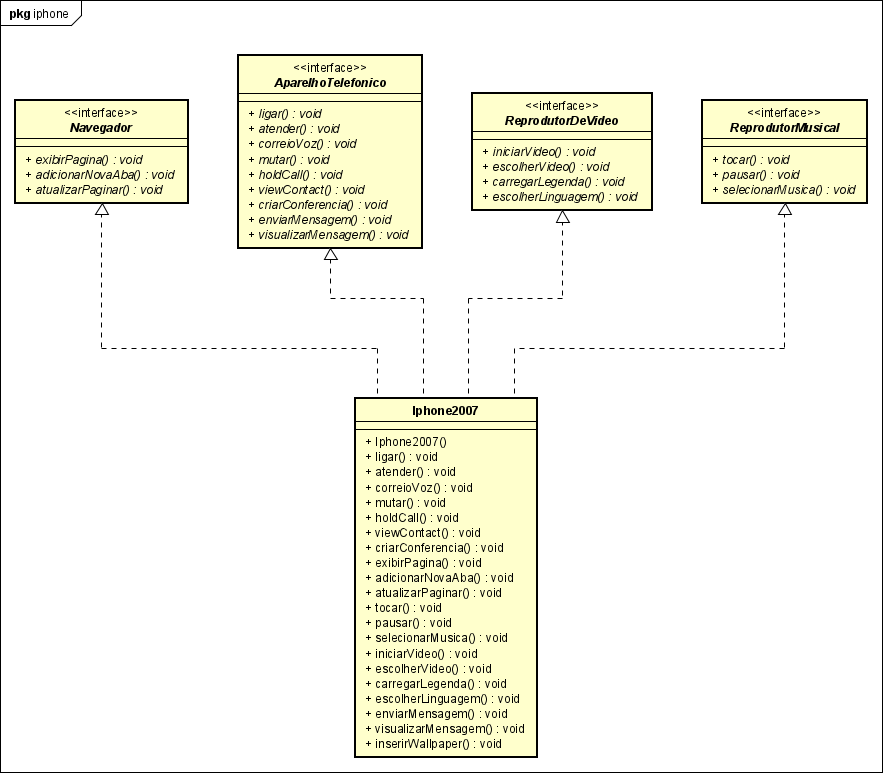 pkg iphone
<<interface>>
Navegador
+ exibirPagina() : void
+ adicionarNovaAba() : void
+ atualizarPaginar() : void
<<interface>>
AparelhoTelefonico
+ ligar() : void
+ atender() : void
+ correioVoz() : void
+ mutar() : void
+ holdCall() : void
+ viewContact() : void
+ criarConferencia() : void
+ enviarMensagem() : void
+ visualizarMensagem() : void
<<interface>>
ReprodutorDeVideo
+ iniciarVideo() : void
+ escolherVideo() : void
+ carregarLegenda() : void
+ escolherLinguagem() : void
<<interface>>
ReprodutorMusical
+ tocar() : void
+ pausar() : void
+ selecionarMusica() : void
Iphone2007
+ Iphone2007()
+ ligar() : void
+ atender() : void
+ correioVoz() : void
+ mutar() : void
+ holdCall() : void
+ viewContact() : void
+ criarConferencia() : void
+ exibirPagina() : void
+ adicionarNovaAba() : void
+ atualizarPaginar() : void
+ tocar() : void
+ pausar() : void
+ selecionarMusica() : void
+ iniciarVideo() : void
+ escolherVideo() : void
+ carregarLegenda() : void
+ escolherLinguagem() : void
+ enviarMensagem() : void
+ visualizarMensagem() : void
+ inserirWallpaper() : void